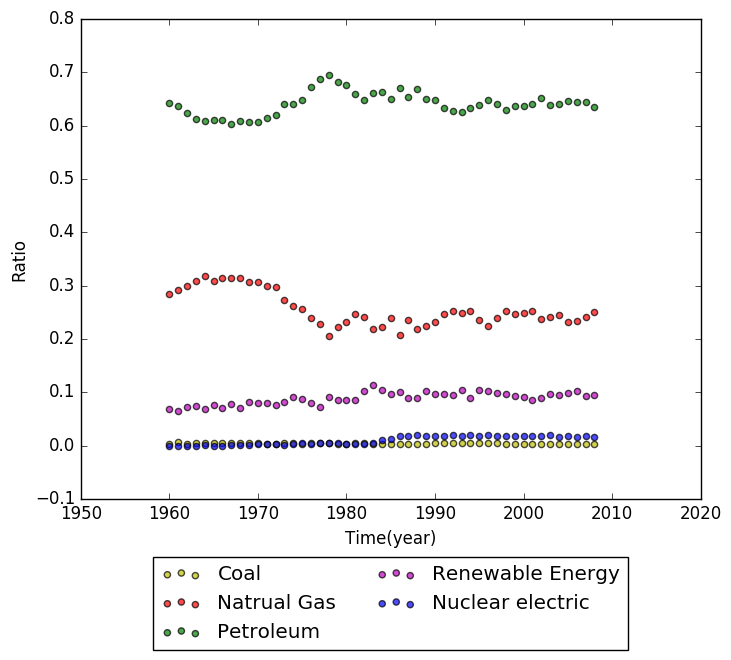 0.8
0.7
0.6
0.5
0.4
0.3
0.2
0.1
0.0
−0.1
Ratio
1950 1960 1970 1980 1990 2000 2010 2020
Time(year)
Coal Renewable Energy
Natrual Gas Nuclear electric
Petroleum